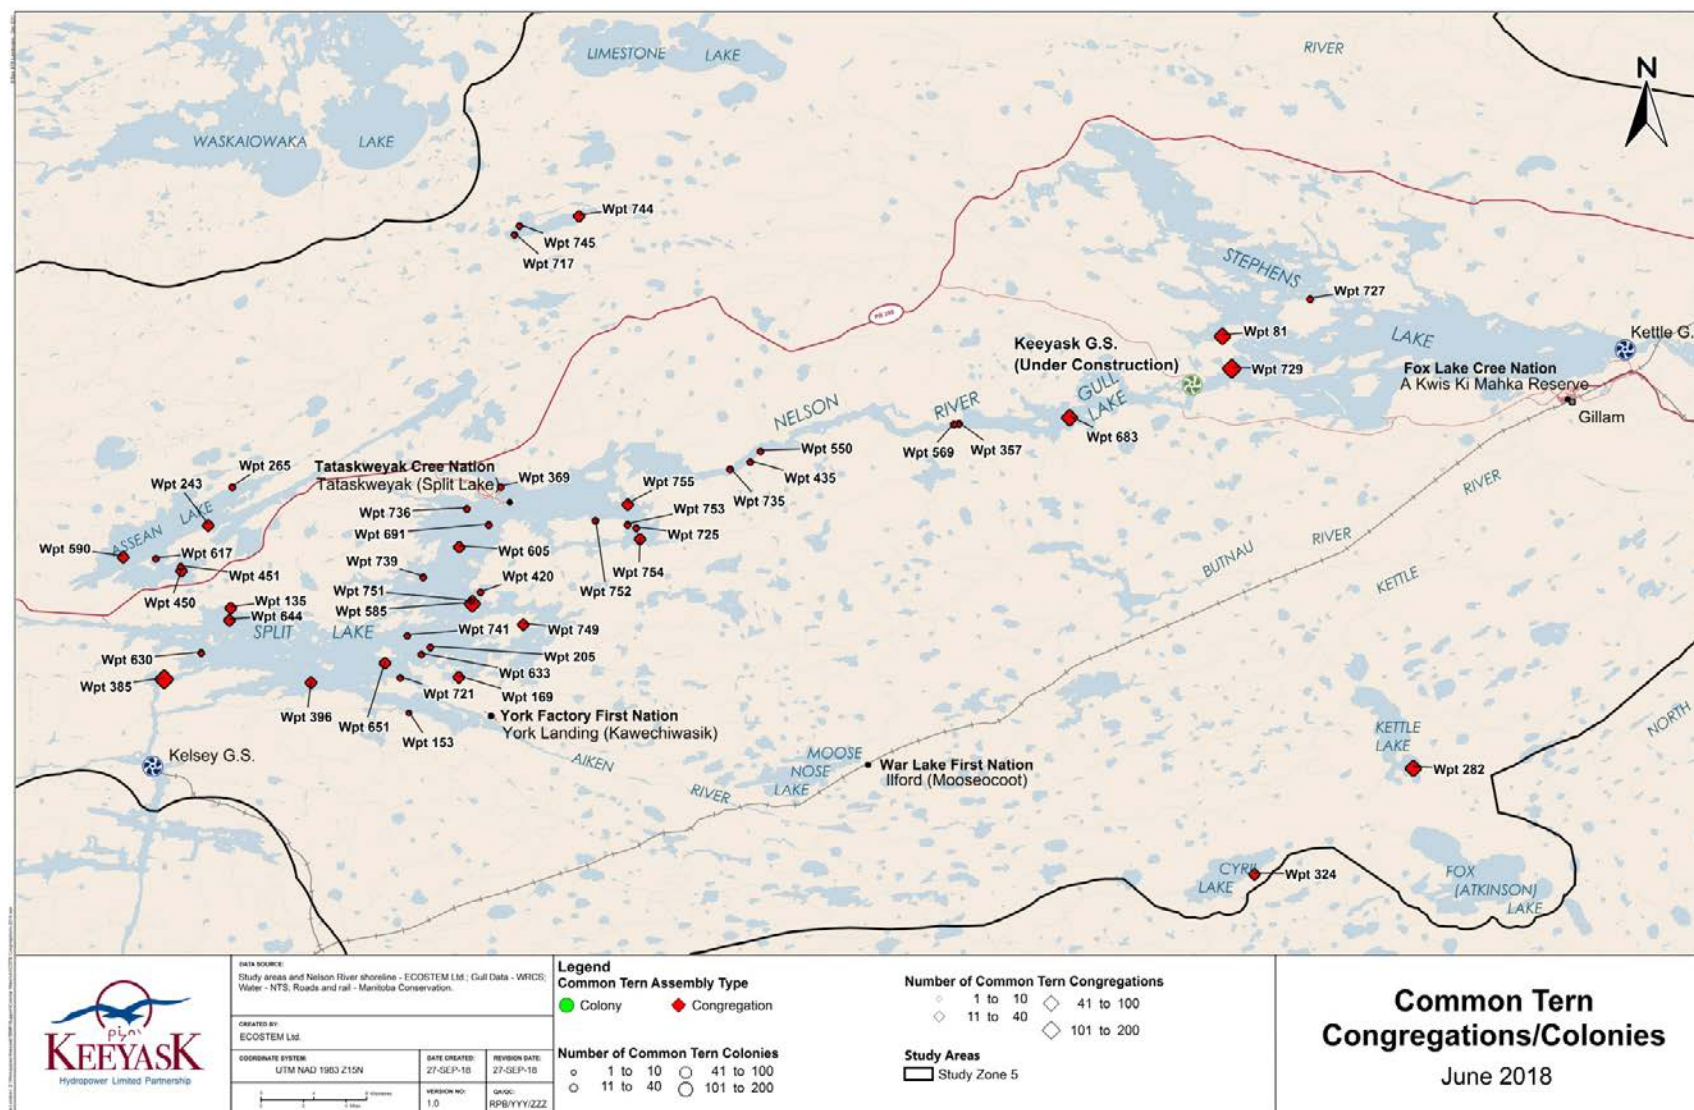 LIMESTONE LAKE
RIVER
N
WASKAIOWAKA LAKE
Wpt 744
Wpt 745
Wpt 717
STEPHENS
LAKE
Wpt 727
Wpt 81
Wpt 729
Kettle G.
Keeyask G.S.
(Under Construction)
Fox Lake Cree Nation
A Kwis Ki Mahka Reserve
Gillam
GULL
LAKE
NELSON
RIVER
Wpt 683
Wpt 569
Wpt 357
Wpt 550
Wpt 435
Wpt 735
Wpt 265
Wpt 243
Tataskweyak Cree Nation
Tataskweyak (Split Lake)
Wpt 369
Wpt 755
Wpt 736
Wpt 753
Wpt 691
Wpt 725
ASSEAN LAKE
Wpt 590
Wpt 617
Wpt 605
Wpt 451
Wpt 739
Wpt 754
Wpt 420
Wpt 752
Wpt 450
Wpt 751
Wpt 135
Wpt 585
Wpt 644
SPLIT LAKE
Wpt 741
Wpt 749
Wpt 630
Wpt 205
Wpt 633
Wpt 385
Wpt 721
Wpt 169
Wpt 396
Wpt 651
Wpt 153
York Factory First Nation
York Landing (Kawechiwasik)
RIVER
RIVER
BUTNAU
KETTLE
Kelsey G.S.
AIKEN
RIVER
MOOSE
NOSE
LAKE
War Lake First Nation
Ilford (Mooseocoot)
KETTLE
LAKE
NORTH
Wpt 282
CYRIL
LAKE
Wpt 324
FOX
(ATKINSON)
LAKE
KEEYASK
Hydropower Limited Partnership
DATA SOURCE:
Study areas and Nelson River shoreline - ECOSTEM Ltd.; Gull Data - WRCS;
Water - NTS; Roads and rail - Manitoba Conservation.
CREATED BY:
ECOSTEM Ltd.
COORDINATE SYSTEM:
UTM NAD 1983 Z15N
DATE CREATED:
27-SEP-18
REVISION DATE:
27-SEP-18
VERSION NO:
1.0
QA/QC:
RPB/YYY/ZZZ
Legend
Common Tern Assembly Type
Colony
Congregation
Number of Common Tern Colonies
1 to 10
41 to 100
11 to 40
101 to 200
Number of Common Tern Congregations
1 to 10
41 to 100
11 to 40
101 to 200
Study Areas
Study Zone 5
Common Tern
Congregations/Colonies
June 2018